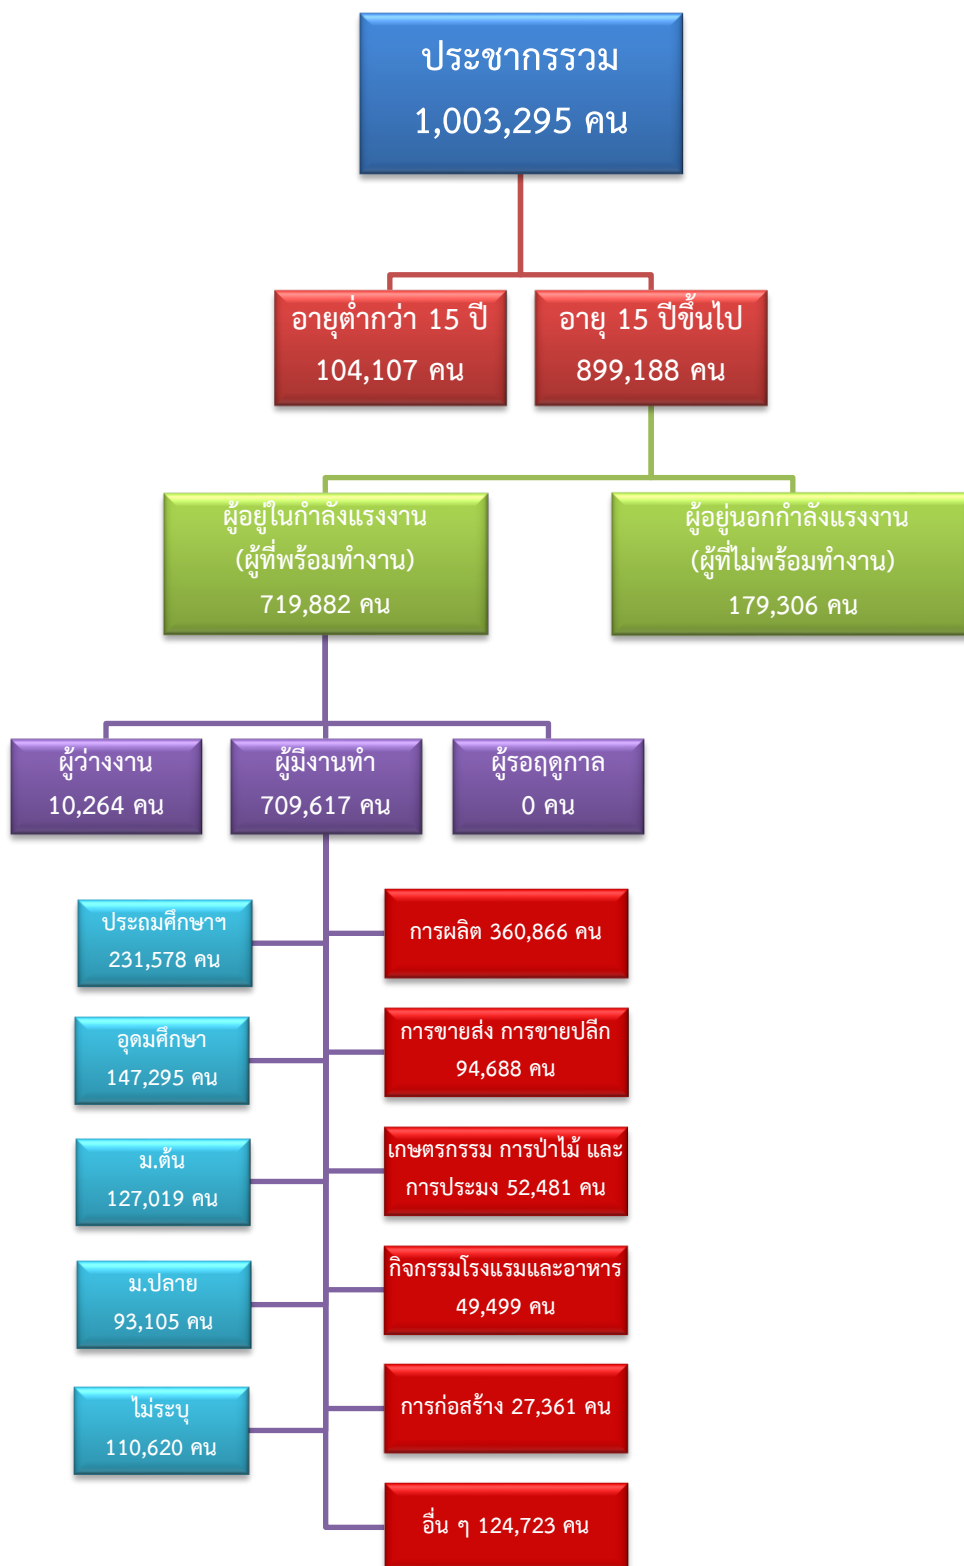 ประชากรรวม
1,003,295 คน
อายุต่ำกว่า 15 ปี
104,107 คน
อายุ 15 ปีขึ้นไป
899,188 คน
ผู้อยู่ในกำลังแรงงาน
(ผู้ที่พร้อมทำงาน)
719,882 คน
ผู้อยู่นอกกำลังแรงงาน
(ผู้ที่ไม่พร้อมทำงาน)
179,306 คน
ผู้ว่างงาน
10,264 คน
ผู้มีงานทำ
709,617 คน
ผู้รอฤดูกาล
0 คน
ประถมศึกษาฯ
231,578 คน
อุดมศึกษา
147,295 คน
ม.ต้น
127,019 คน
ม.ปลาย
93,105 คน
ไม่ระบุ
110,620 คน
การผลิต 360,866 คน
การขายส่ง การขายปลีก
94,688 คน
เกษตรกรรม การป่าไม้ และ
การประมง 52,481 คน
กิจกรรมโรงแรมและอาหาร
49,499 คน
การก่อสร้าง 27,361 คน
อื่น ๆ 124,723 คน